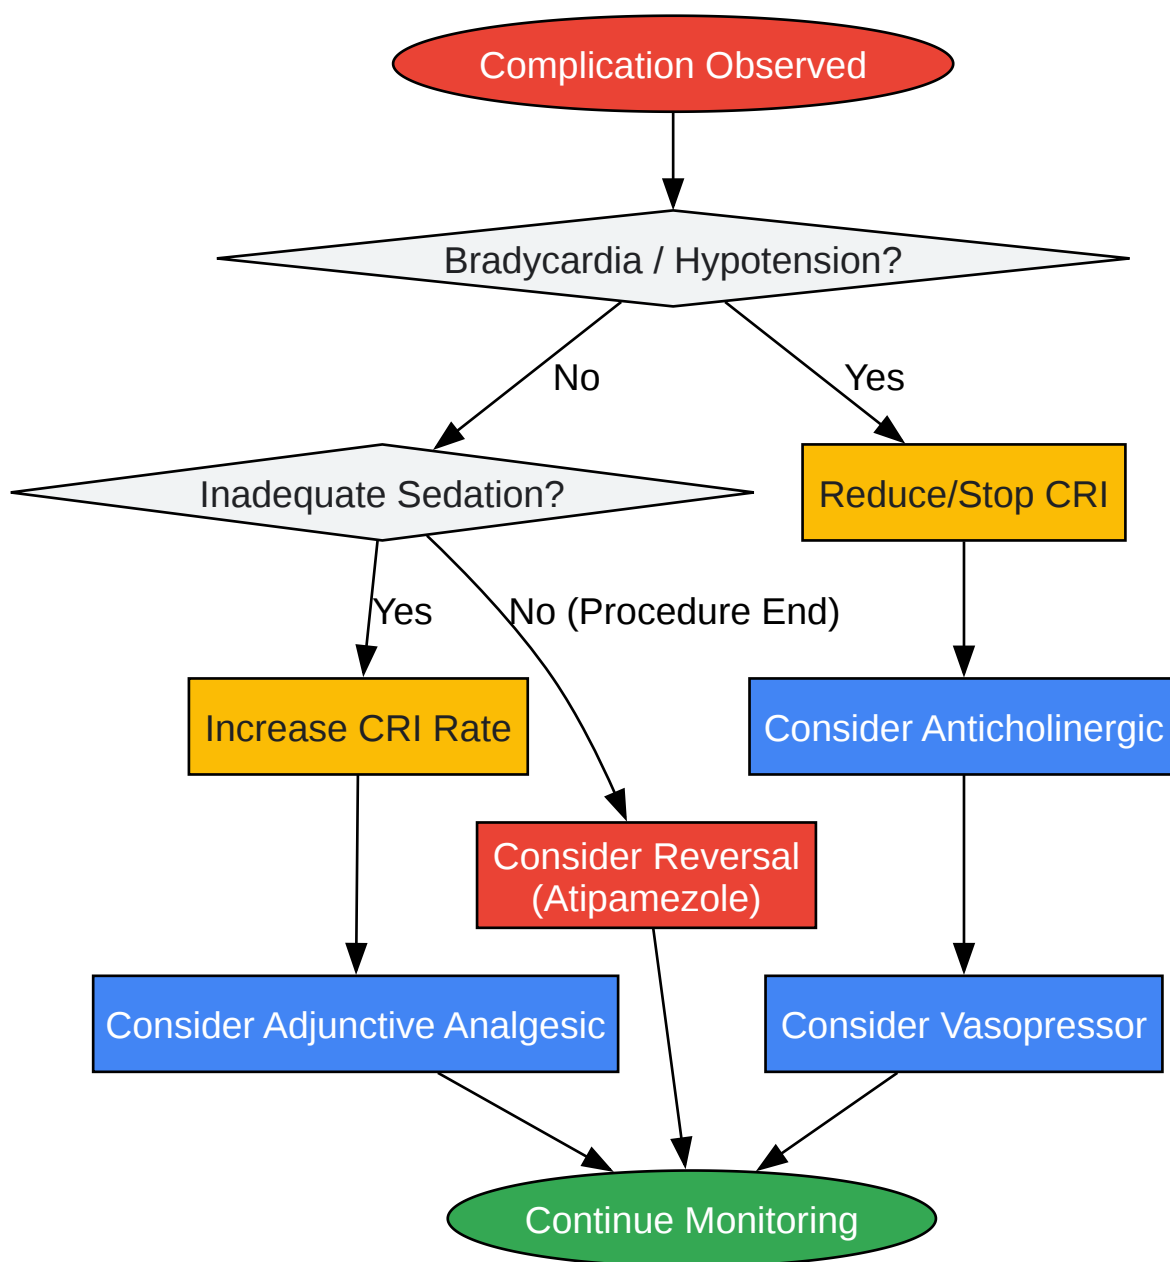 Complication Observed
Bradycardia / Hypotension?
No
Yes
Inadequate Sedation?
Reduce/Stop CRI
Yes
No (Procedure End)
Increase CRI Rate
Consider Anticholinergic
Consider Reversal
(Atipamezole)
Consider Adjunctive Analgesic
Consider Vasopressor
Continue Monitoring